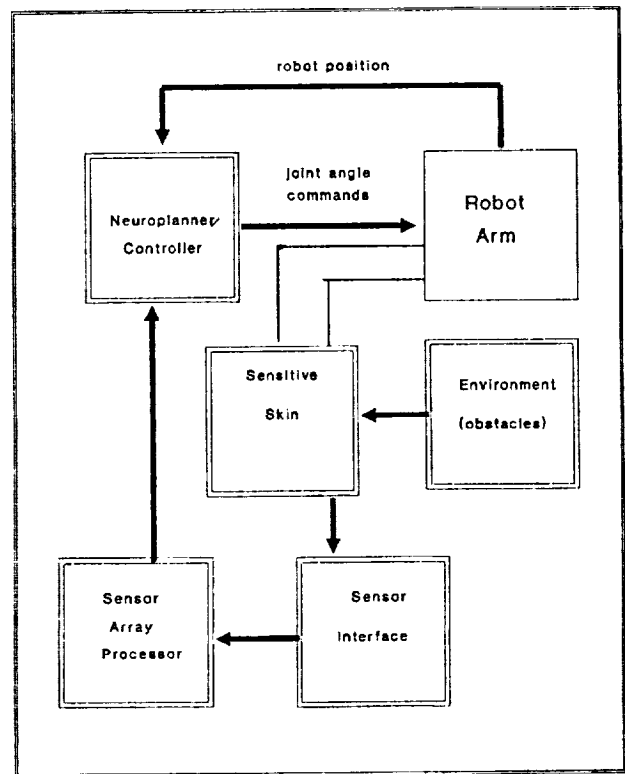 robot position
joint angle
commands
Neuroplanner/
Controller
Robot
Arm
Sensitive
Skin
Environment
(obstacles)
Sensor
Array
Processor
Sensor
Interface